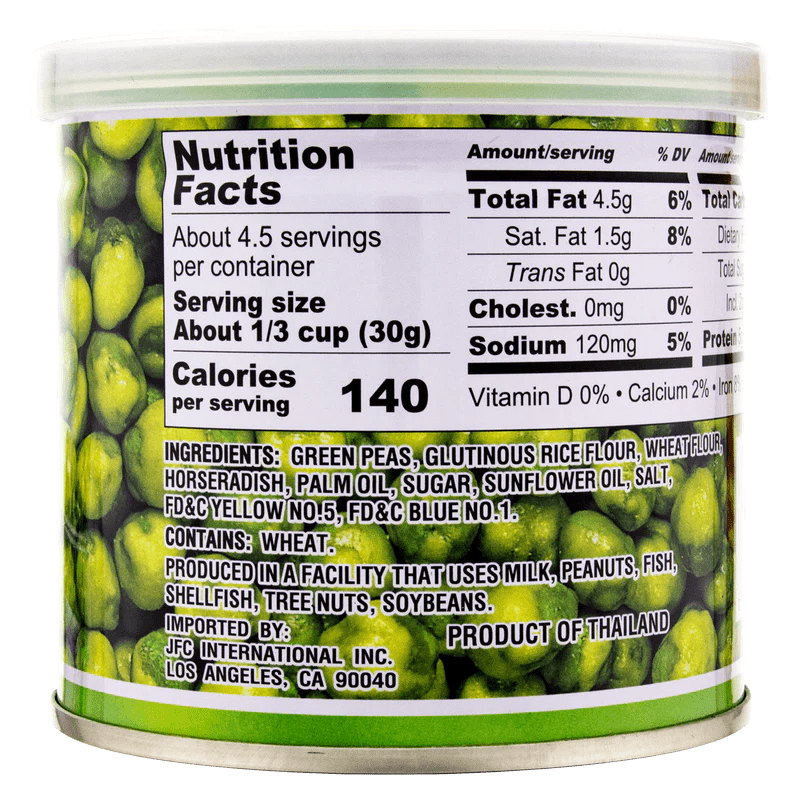 Nutrition
Facts
About 4.5 servings
per container
Serving size
About 1/3 cup (30g)
Calories
per serving 140
Amount/serving % DV
Total Fat 4.5g 6%
Sat. Fat 1.5g 8%
Trans Fat 0g
Cholest. 0mg 0%
Sodium 120mg 5%
Vitamin D 0% • Calcium 2% • Iron
Total
Total
Protein
INGREDIENTS: GREEN PEAS, GLUTINOUS RICE FLOUR, WHEAT FLOUR,
HORSERADISH, PALM OIL, SUGAR, SUNFLOWER OIL, SALT,
FD&C YELLOW NO.5, FD&C BLUE NO.1.
CONTAINS: WHEAT.
PRODUCED IN A FACILITY THAT USES MILK, PEANUTS, FISH,
SHELLFISH, TREE NUTS, SOYBEANS.
IMPORTED BY:
JFC INTERNATIONAL INC.
LOS ANGELES, CA 90040
PRODUCT OF THAILAND